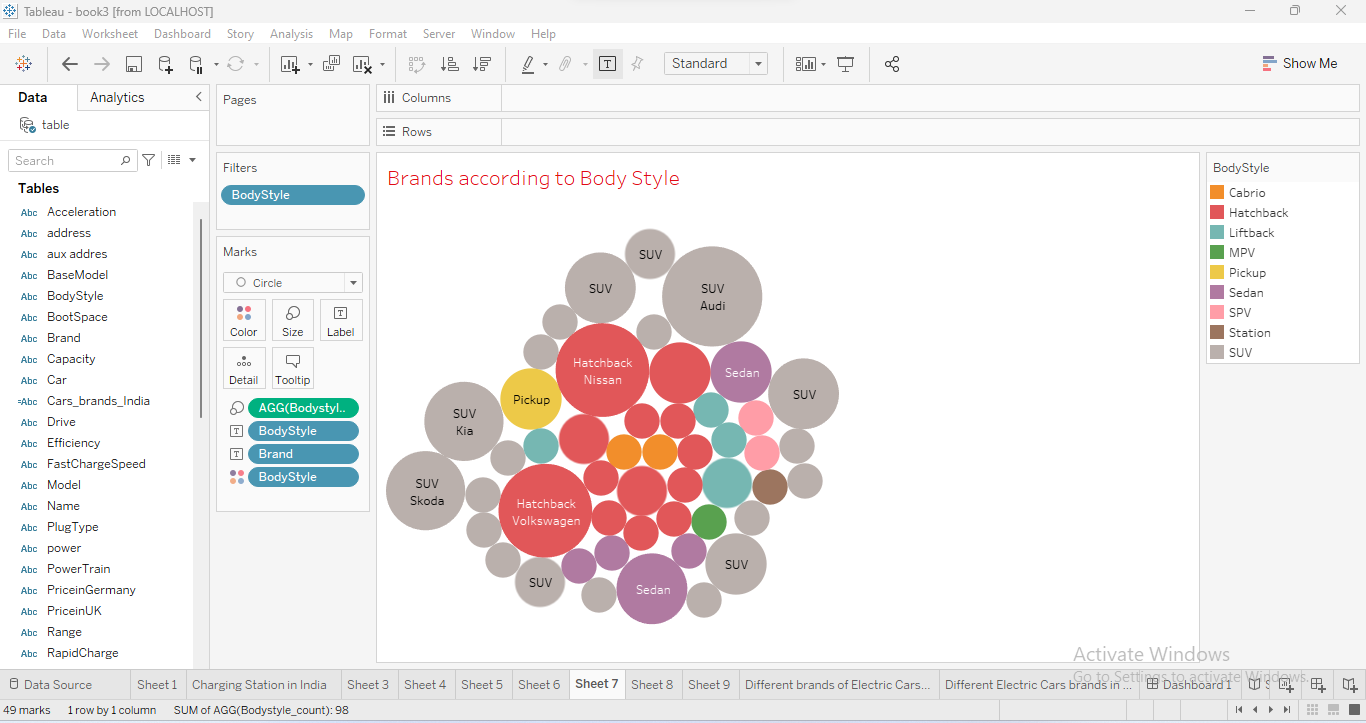 Tableau - book3 [from LOCALHOST]
File Data Worksheet Dashboard Story Analysis Map Format Server Window Help
Standard
Show Me
Data Analytics
table
Search
Tables
Abc Acceleration
Abc address
Abc aux addres
Abc BaseModel
Abc BodyStyle
Abc BootSpace
Abc Brand
Abc Capacity
Abc Car
=Abc Cars_brands_India
Abc Drive
Abc Efficiency
Abc FastChargeSpeed
Abc Model
Abc Name
Abc PlugType
Abc power
Abc PowerTrain
Abc PriceinGermany
Abc PriceinUK
Abc Range
Abc RapidCharge
Pages
Filters
BodyStyle
Marks
Circle
Color Size Label
Detail Tooltip
AGG(Bodystyl..
BodyStyle
Brand
BodyStyle
Columns
Rows
Brands according to Body Style
SUV
SUV
SUV
Audi
Hatchback
Nissan
Sedan
Pickup
SUV
SUV
Kia
SUV
Skoda
Hatchback
Volkswagen
SUV
SUV
Sedan
BodyStyle
Cabrio
Hatchback
Liftback
MPV
Pickup
Sedan
SPV
Station
SUV
Activate Windows
Go to Settings to activate Windows.
Data Source Sheet 1 Charging Station in India Sheet 3 Sheet 4 Sheet 5 Sheet 6 Sheet 7 Sheet 8 Sheet 9 Different brands of Electric Cars... Different Electric Cars brands in ... Dashboard 1
49 marks 1 row by 1 column SUM of AGG(Bodystyle_count): 98